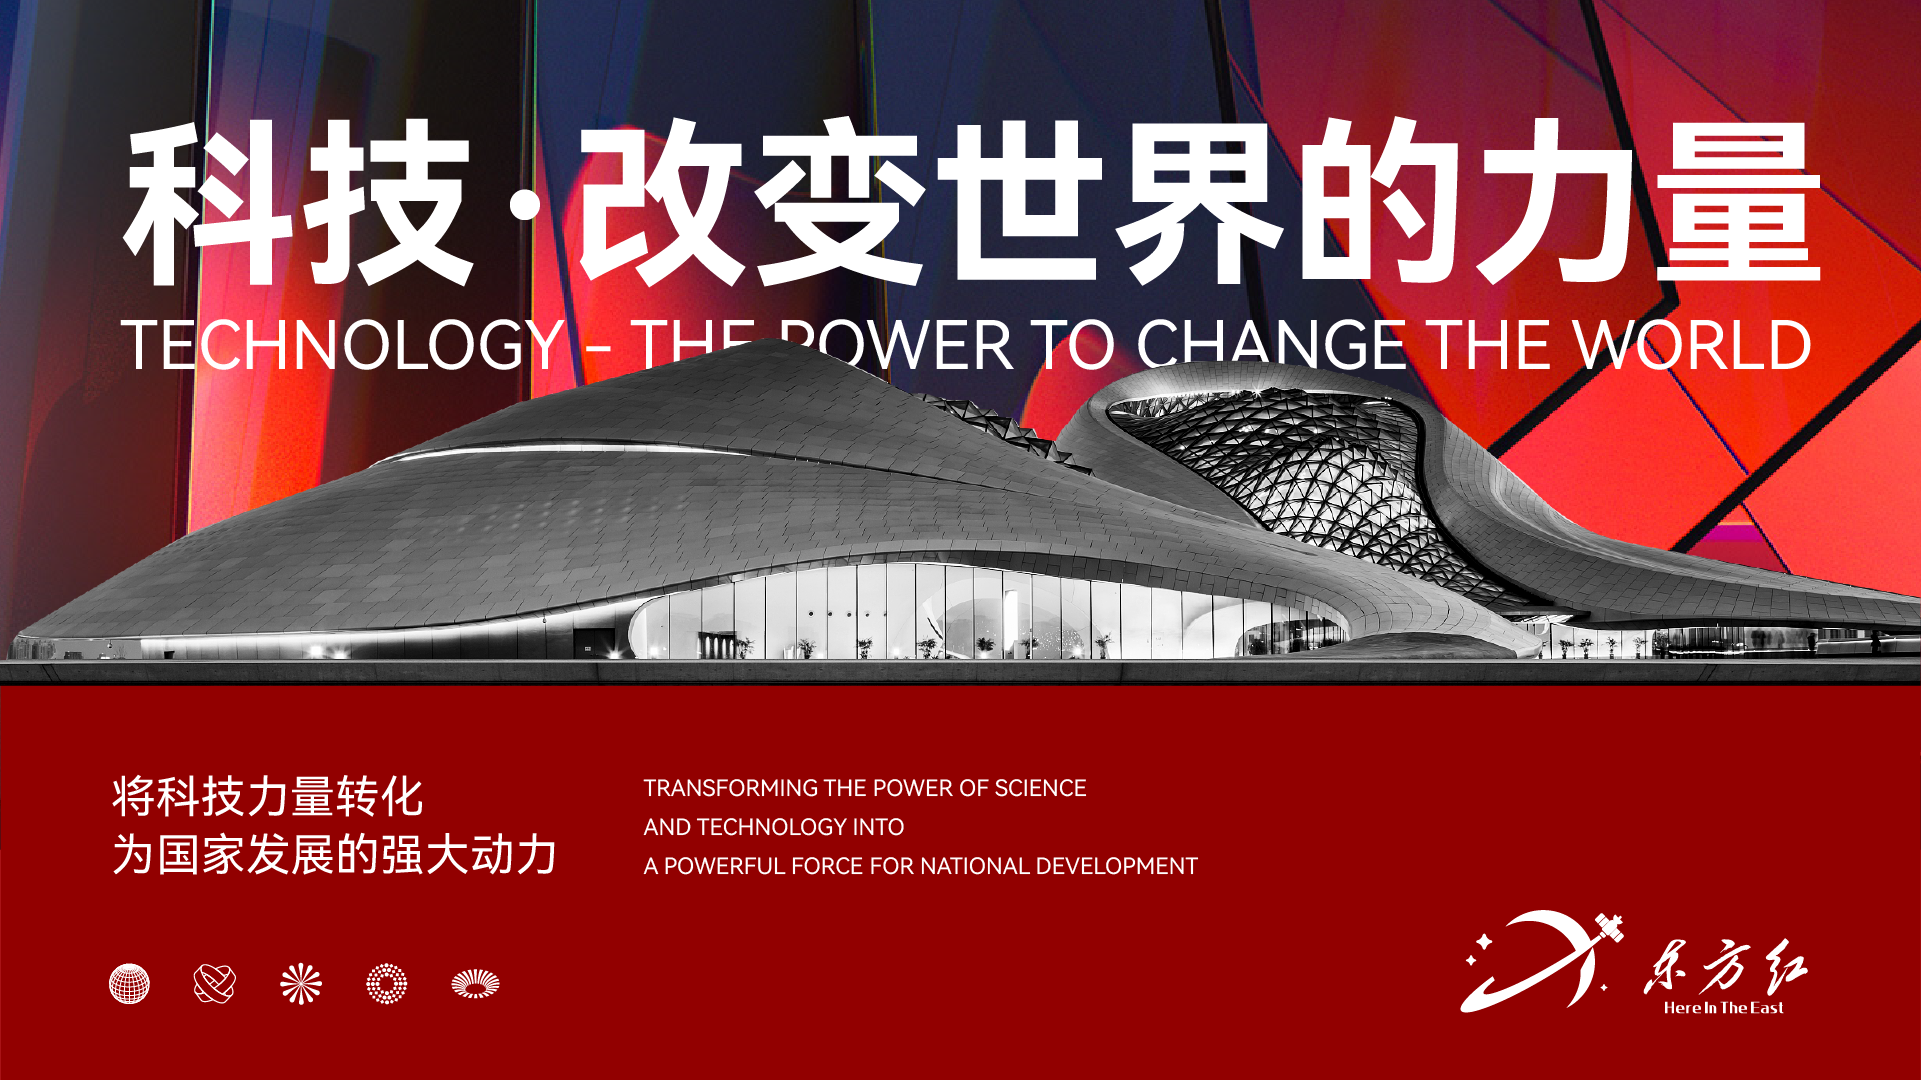 科技·改变世界的力量
TECHNOLOGY – THE POWER TO CHANGE THE WORLD
将科技力量转化
为国家发展的强大动力
TRANSFORMING THE POWER OF SCIENCE
AND TECHNOLOGY INTO
A POWERFUL FORCE FOR NATIONAL DEVELOPMENT
东方红
Here In The East